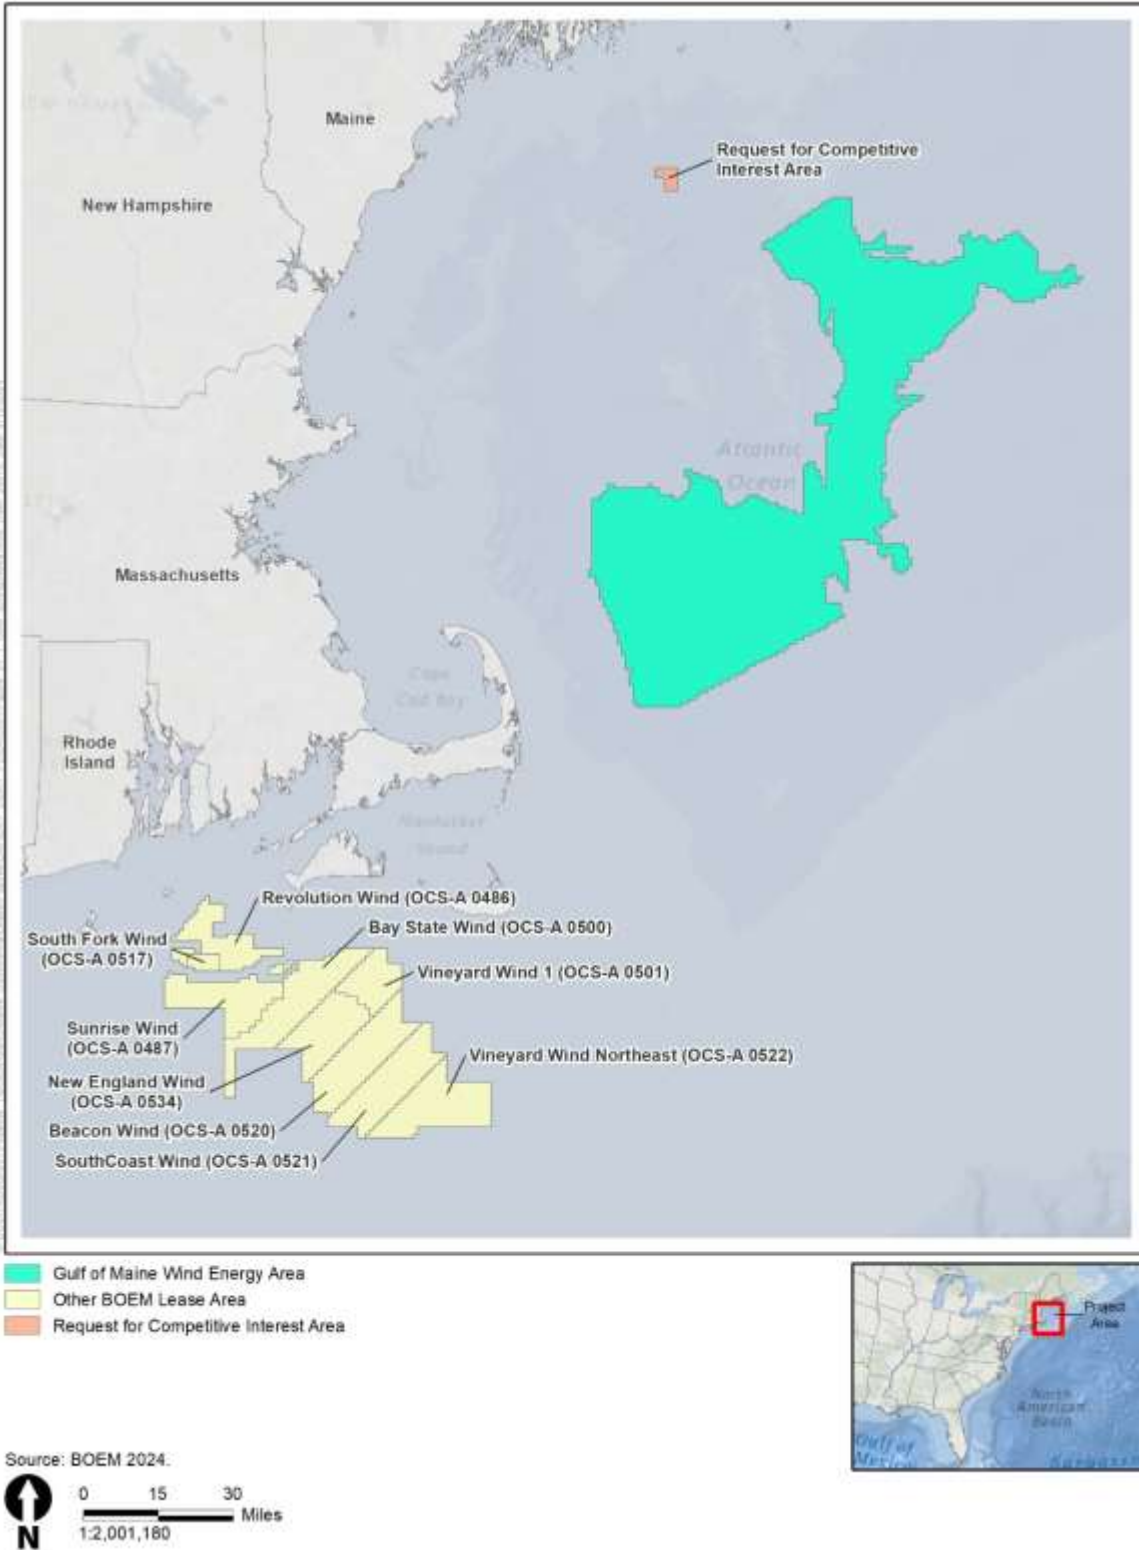 Maine
Request for Competitive
Interest Area
New Hampshire
Atlantic
Ocean
Massachusetts
Cape
Cod Bay
Rhode
Island
Nantucket
Sound
Revolution Wind (OCS-A 0486)
South Fork Wind
(OCS-A 0517)
Bay State Wind (OCS-A 0500)
Vineyard Wind 1 (OCS-A 0501)
Sunrise Wind
(OCS-A 0487)
Vineyard Wind Northeast (OCS-A 0522)
New England Wind
(OCS-A 0534)
Beacon Wind (OCS-A 0520)
SouthCoast Wind (OCS-A 0521)
Gulf of Maine Wind Energy Area
Other BOEM Lease Area
Request for Competitive Interest Area
Project
Area
North
American
Basin
Gulf of
Mexico
Source: BOEM 2024.
0 15 30
Miles
1:2,001,180
N